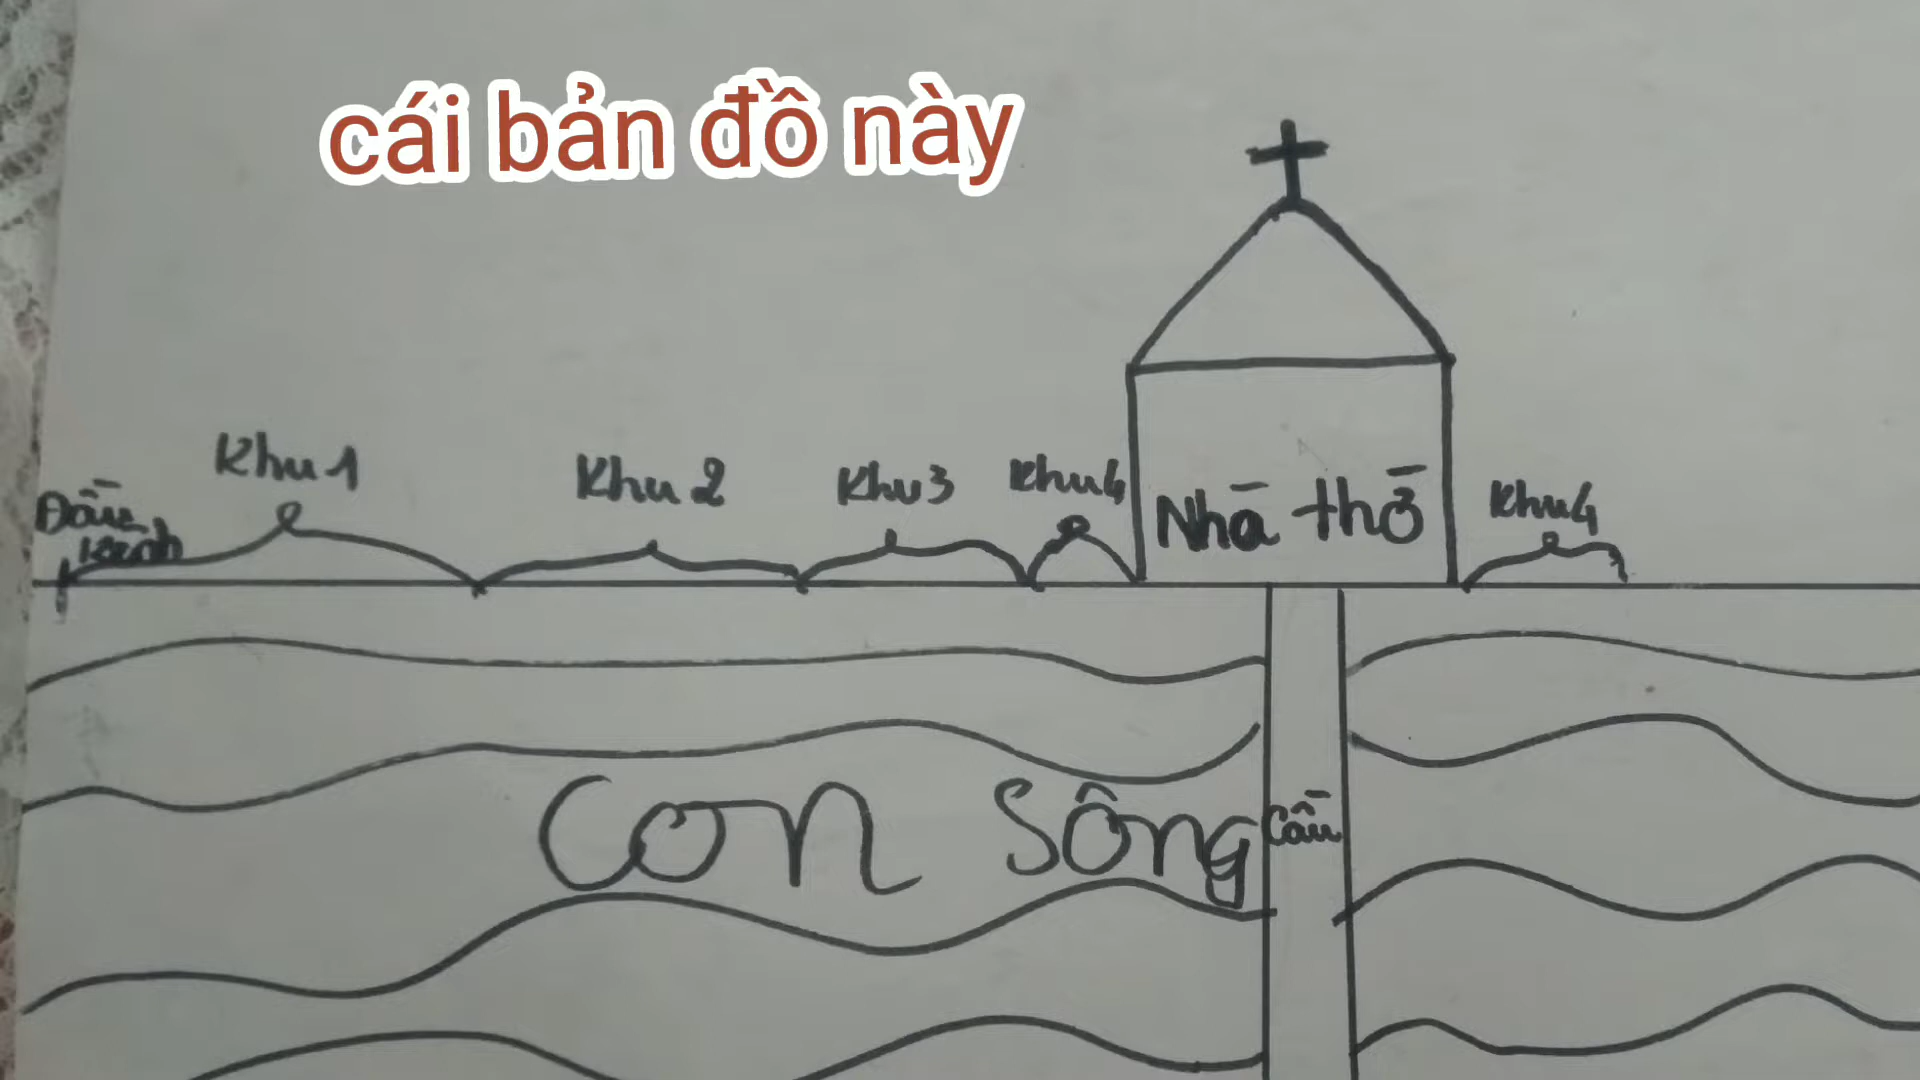 cái bản đồ này
Khu 1
Khu 2
Khu 3
Khu 4
Đầu
Kênh
Nhà thờ
Khu 4
Con Sông
Cầu